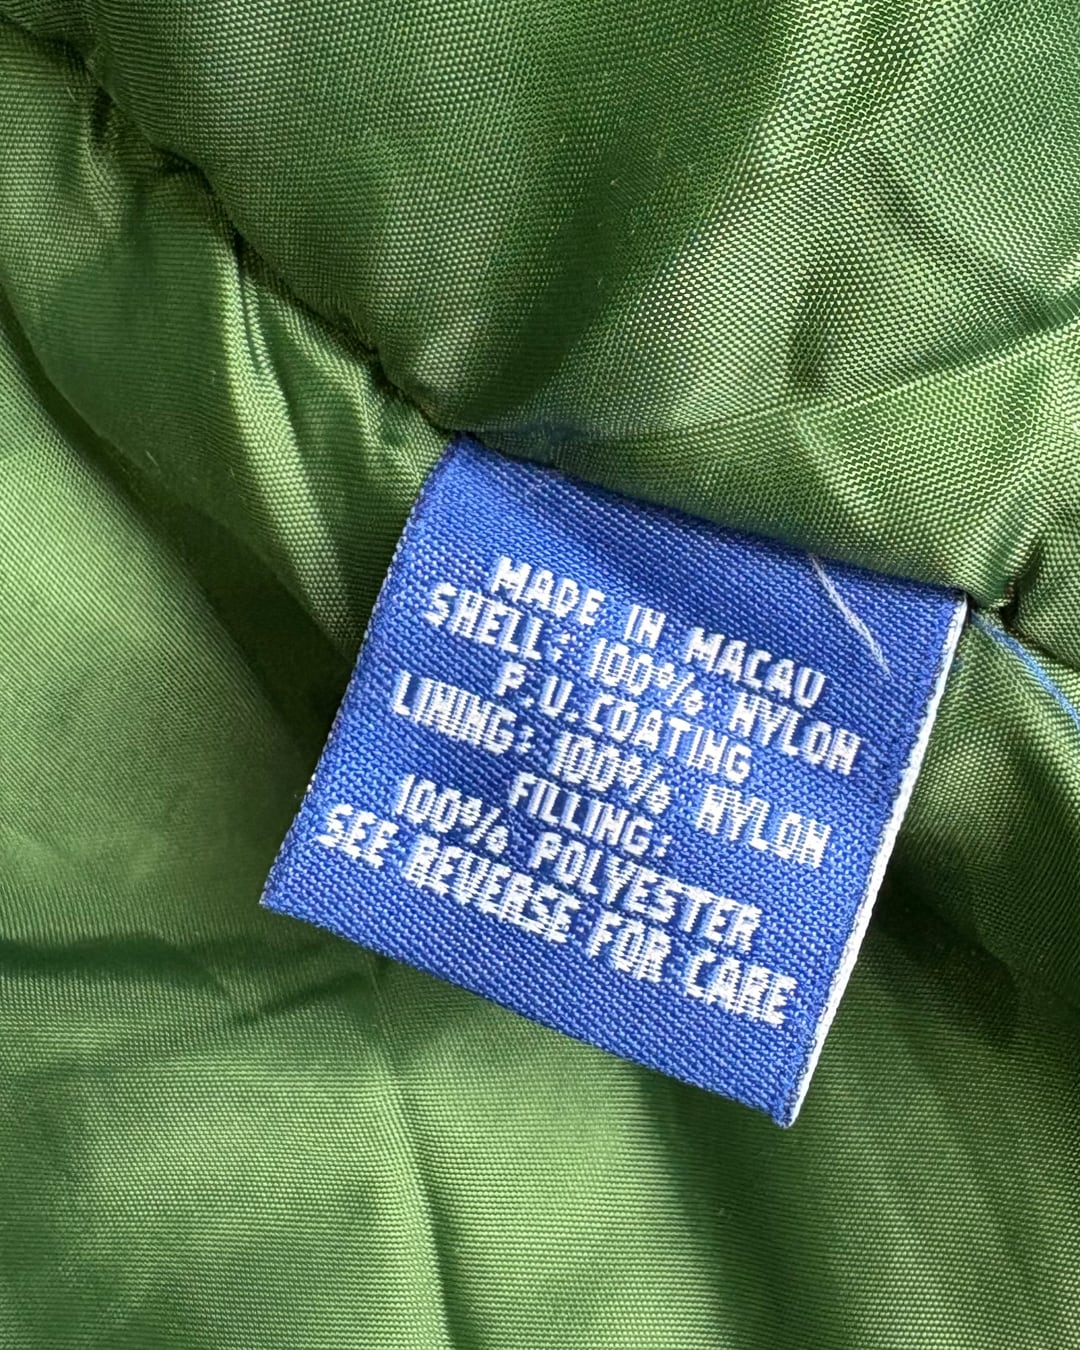 MADE IN MACAU
SHELL: 100% NYLON
P.U.COATING
LINING: 100% NYLON
FILLING:
100% POLYESTER
SEE REVERSE FOR CARE